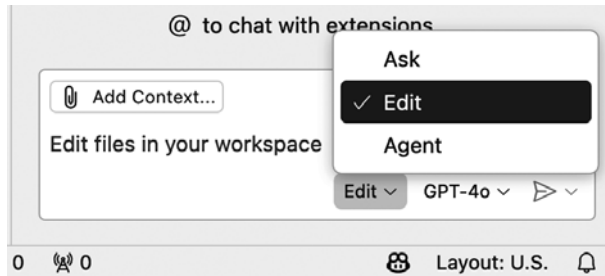 @ to chat with extensions
Ask
Add Context...
✓ Edit
Edit files in your workspace
Agent
Edit
GPT-4o
0
0
Layout: U.S.